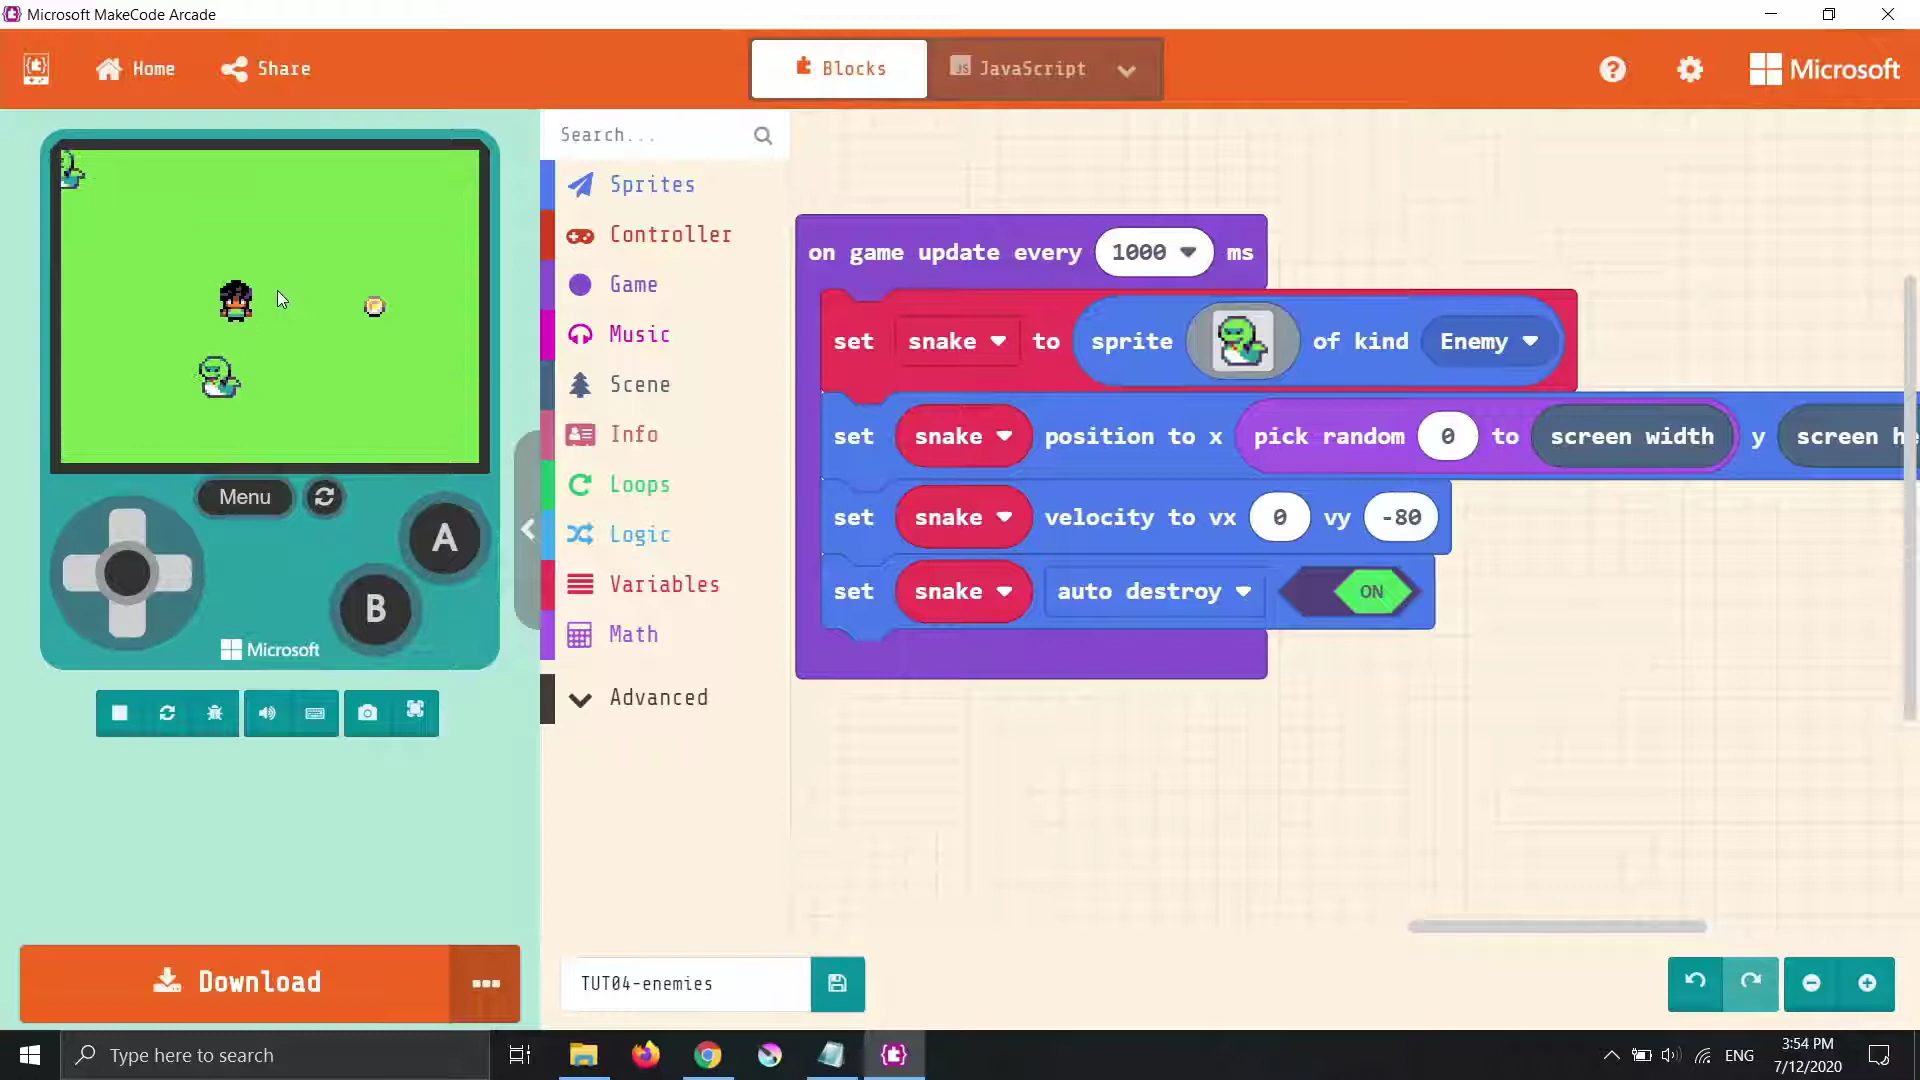 Microsoft MakeCode Arcade
Home
Share
Blocks
JS JavaScript
Microsoft
Search...
Sprites
Controller
Game
Music
Scene
Info
Loops
Logic
Variables
Math
Advanced
on game update every 1000 ms
set snake to sprite of kind Enemy
set snake position to x pick random 0 to screen width y screen he
set snake velocity to vx 0 vy -80
set snake auto destroy ON
Menu
A
B
Microsoft
Download
TUT04-enemies
Type here to search
ENG
3:54 PM
7/12/2020